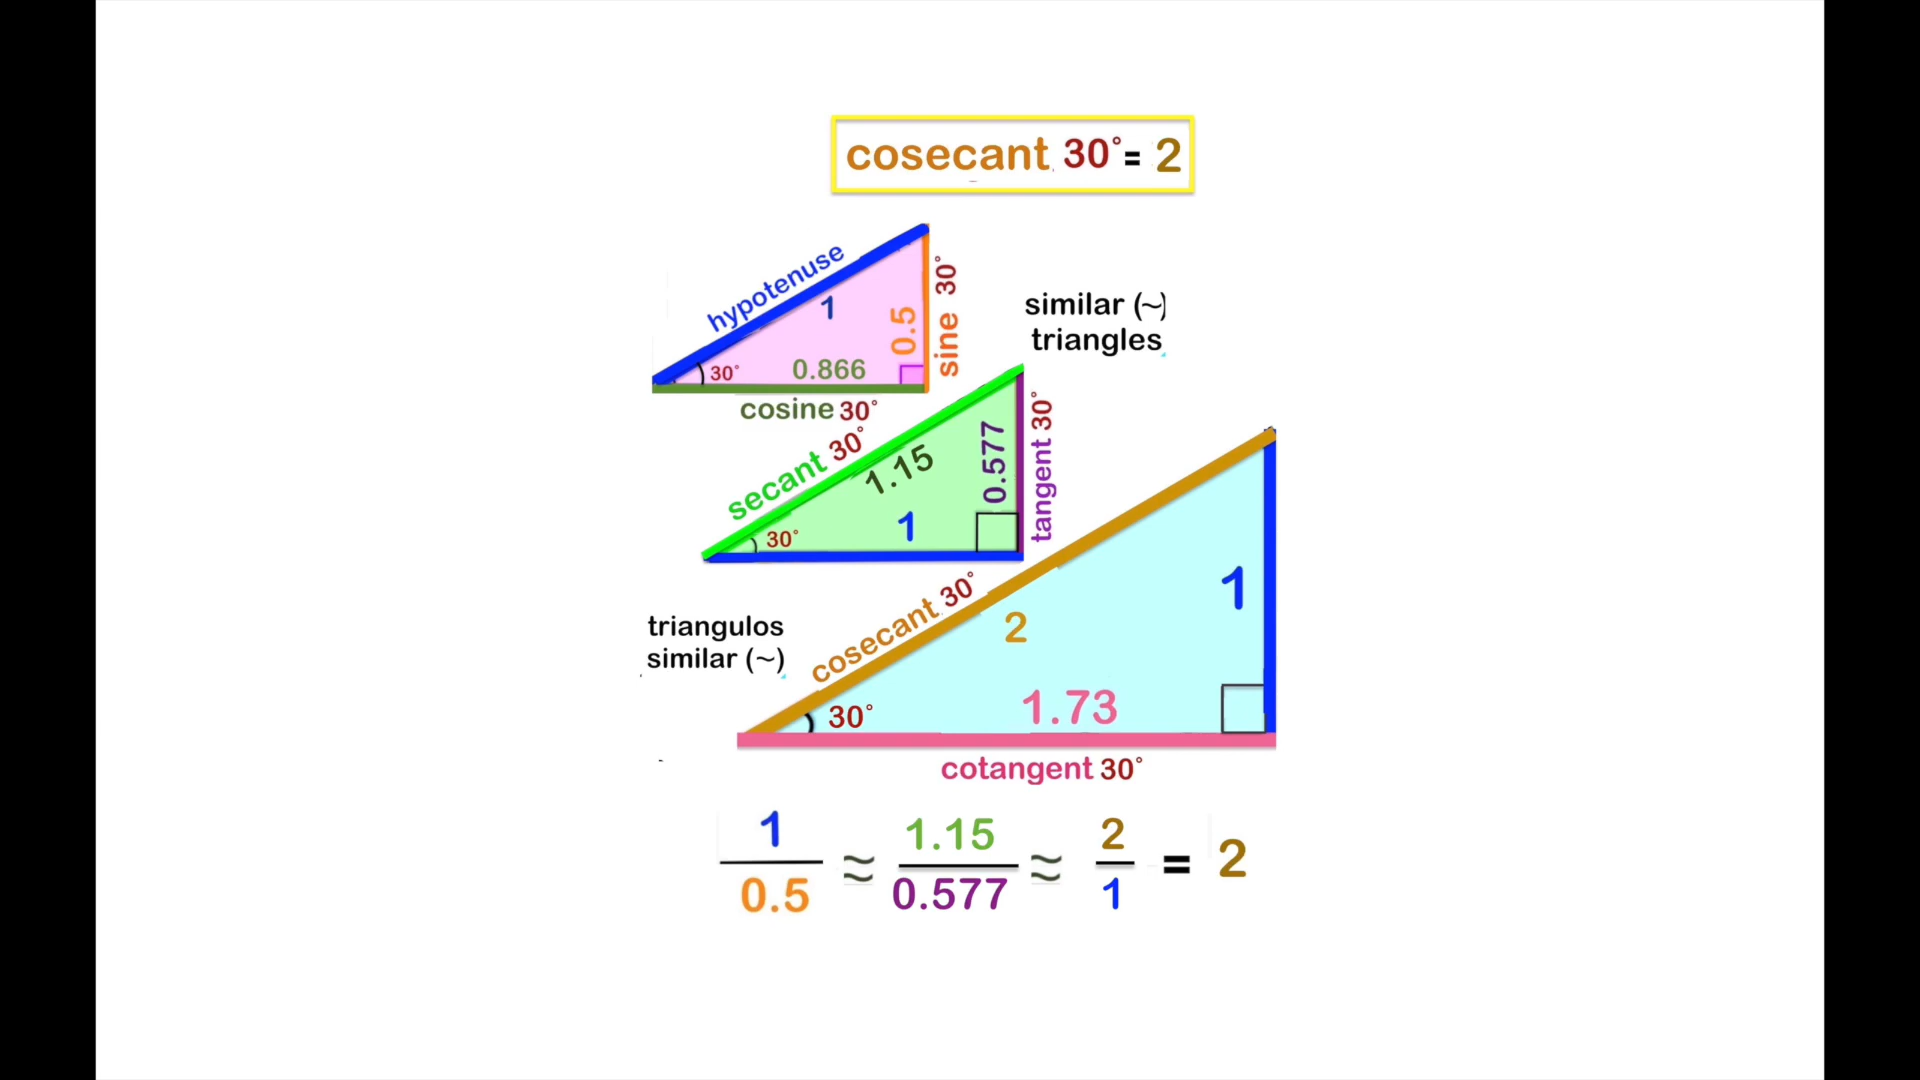 cosecant 30° = 2
hypotenuse
1
0.5
sine 30°
30°
0.866
cosine 30°
similar (~)
triangles
secant 30°
1.15
0.577
tangent 30°
30°
1
triangulos
similar (~)
cosecant 30°
2
1
30°
1.73
cotangent 30°
1 / 0.5 ≈ 1.15 / 0.577 ≈ 2 / 1 = 2